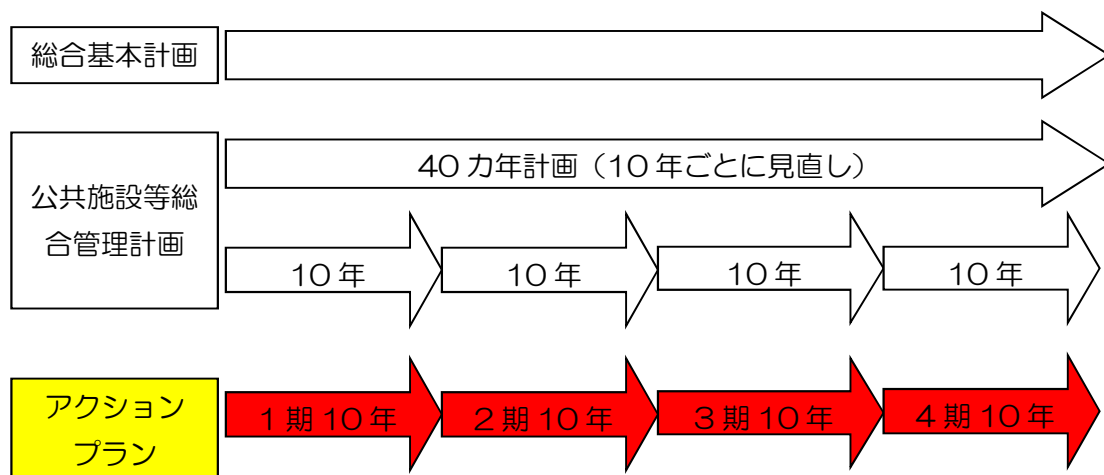 総合基本計画
40カ年計画（10年ごとに見直し）
公共施設等総
合管理計画
10年
10年
10年
10年
アクション
プラン
1期10年
2期10年
3期10年
4期10年